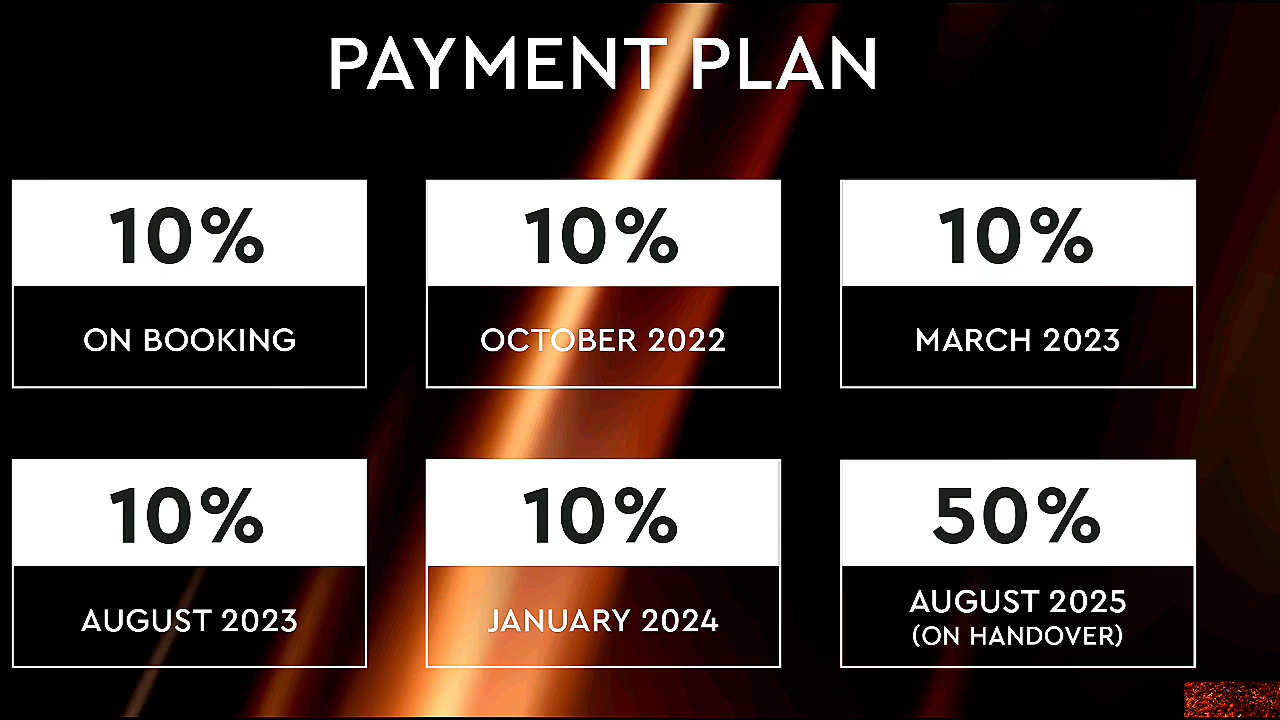 PAYMENT PLAN
10%
ON BOOKING
10%
OCTOBER 2022
10%
MARCH 2023
10%
AUGUST 2023
10%
JANUARY 2024
50%
AUGUST 2025
(ON HANDOVER)